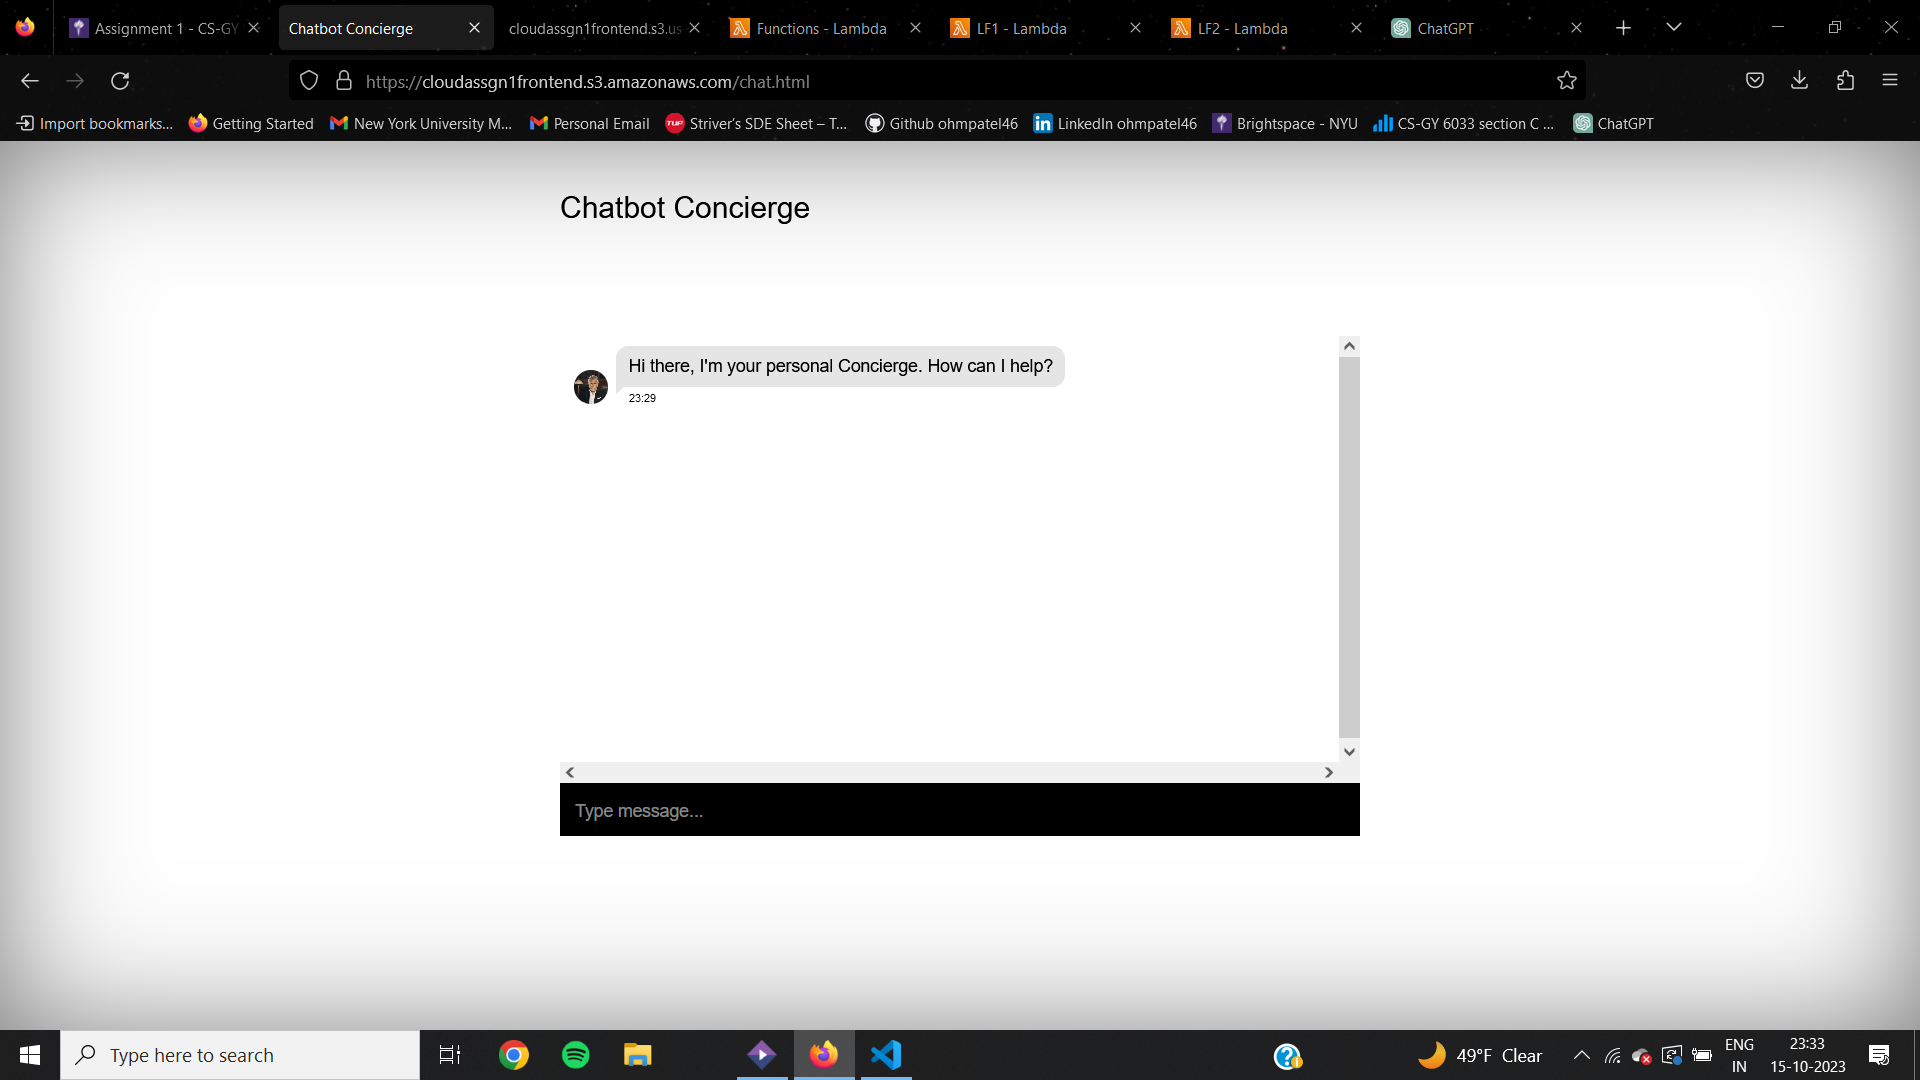 Assignment 1 - CS-GY
Chatbot Concierge
cloudassgn1frontend.s3.us
Functions - Lambda
LF1 - Lambda
LF2 - Lambda
ChatGPT
https://cloudassgn1frontend.s3.amazonaws.com/chat.html
Import bookmarks...
Getting Started
New York University M...
Personal Email
TUF
Striver's SDE Sheet – T...
Github ohmpatel46
LinkedIn ohmpatel46
Brightspace - NYU
CS-GY 6033 section C ...
ChatGPT
Chatbot Concierge
Hi there, I'm your personal Concierge. How can I help?
23:29
Type message...
Type here to search
49°F Clear
ENG
IN
23:33
15-10-2023